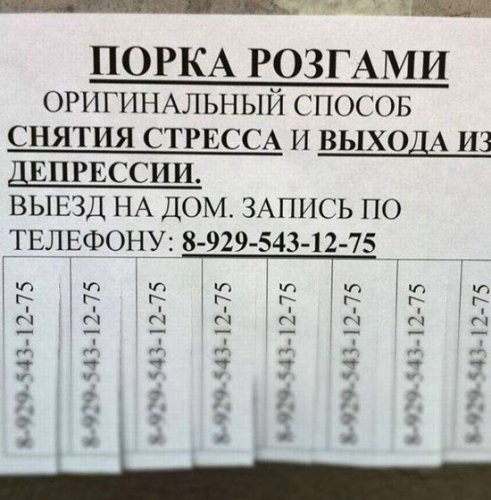 ПОРКА РОЗГАМИ
ОРИГИНАЛЬНЫЙ СПОСОБ
СНЯТИЯ СТРЕССА И ВЫХОДА ИЗ
ДЕПРЕССИИ.
ВЫЕЗД НА ДОМ. ЗАПИСЬ ПО
ТЕЛЕФОНУ: 8-929-543-12-75
8-929-543-12-75
8-929-543-12-75
8-929-543-12-75
8-929-543-12-75
8-929-543-12-75
8-929-543-12-75
8-929-543-12-75
8-929-543-12-75